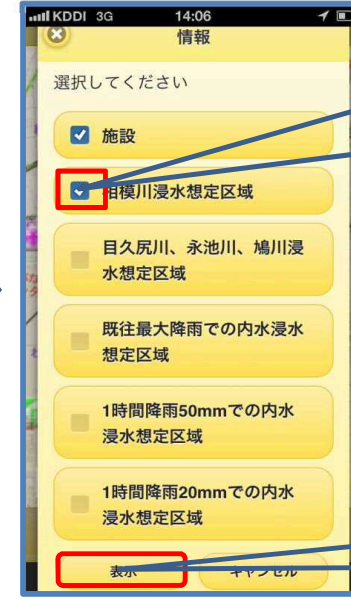 KDDI 3G 14:06
情報
選択してください
施設
相模川浸水想定区域
目久尻川、永池川、鳩川浸
水想定区域
既往最大降雨での内水浸水
想定区域
1時間降雨50mmでの内水
浸水想定区域
1時間降雨20mmでの内水
浸水想定区域
表示 キャンセル